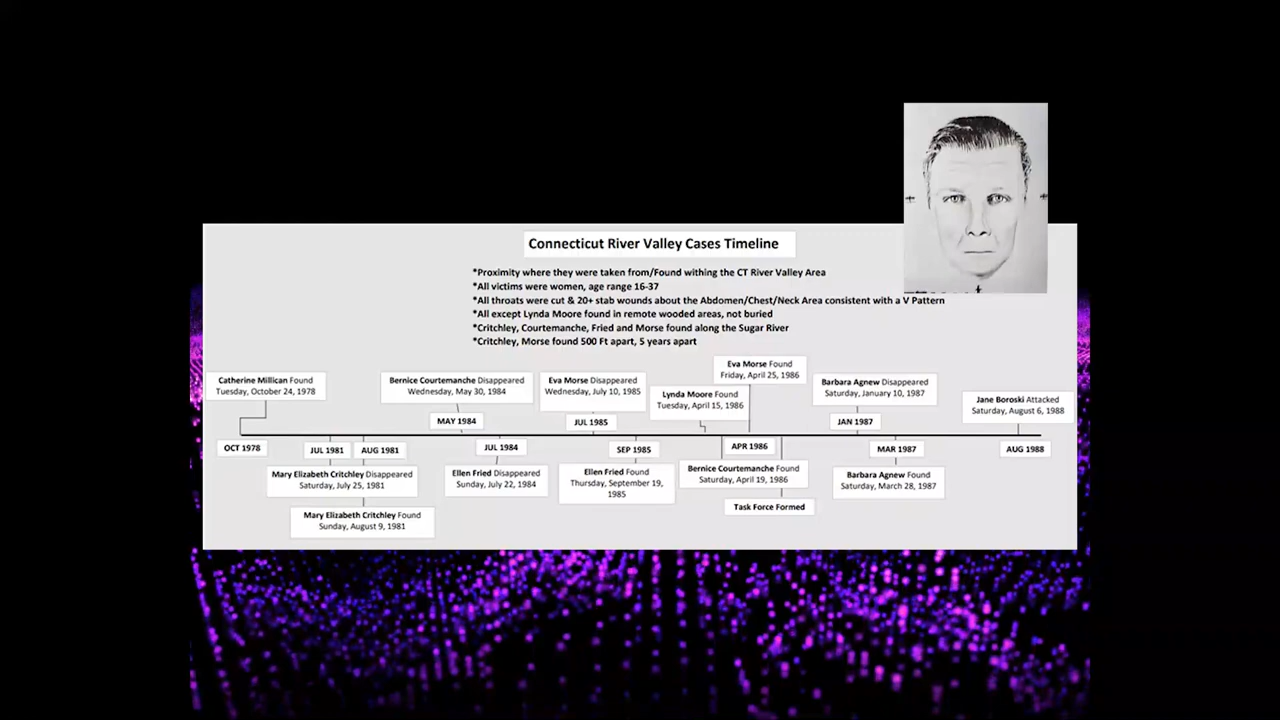 Connecticut River Valley Cases Timeline
*Proximity where they were taken from/Found withing the CT River Valley Area
*All victims were women, age range 16-37
*All throats were cut & 20+ stab wounds about the Abdomen/Chest/Neck Area consistent with a V Pattern
*All except Lynda Moore found in remote wooded areas, not buried
*Critchley, Courtemanche, Fried and Morse found along the Sugar River
*Critchley, Morse found 500 Ft apart, 5 years apart
Catherine Millican Found
Tuesday, October 24, 1978
OCT 1978
JUL 1981
Mary Elizabeth Critchley Disappeared
Saturday, July 25, 1981
AUG 1981
Mary Elizabeth Critchley Found
Sunday, August 9, 1981
Bernice Courtemanche Disappeared
Wednesday, May 30, 1984
MAY 1984
JUL 1984
Ellen Fried Disappeared
Sunday, July 22, 1984
Eva Morse Disappeared
Wednesday, July 10, 1985
JUL 1985
SEP 1985
Ellen Fried Found
Thursday, September 19,
1985
Lynda Moore Found
Tuesday, April 15, 1986
Eva Morse Found
Friday, April 25, 1986
APR 1986
Bernice Courtemanche Found
Saturday, April 19, 1986
Task Force Formed
Barbara Agnew Disappeared
Saturday, January 10, 1987
JAN 1987
MAR 1987
Barbara Agnew Found
Saturday, March 28, 1987
Jane Boroski Attacked
Saturday, August 6, 1988
AUG 1988